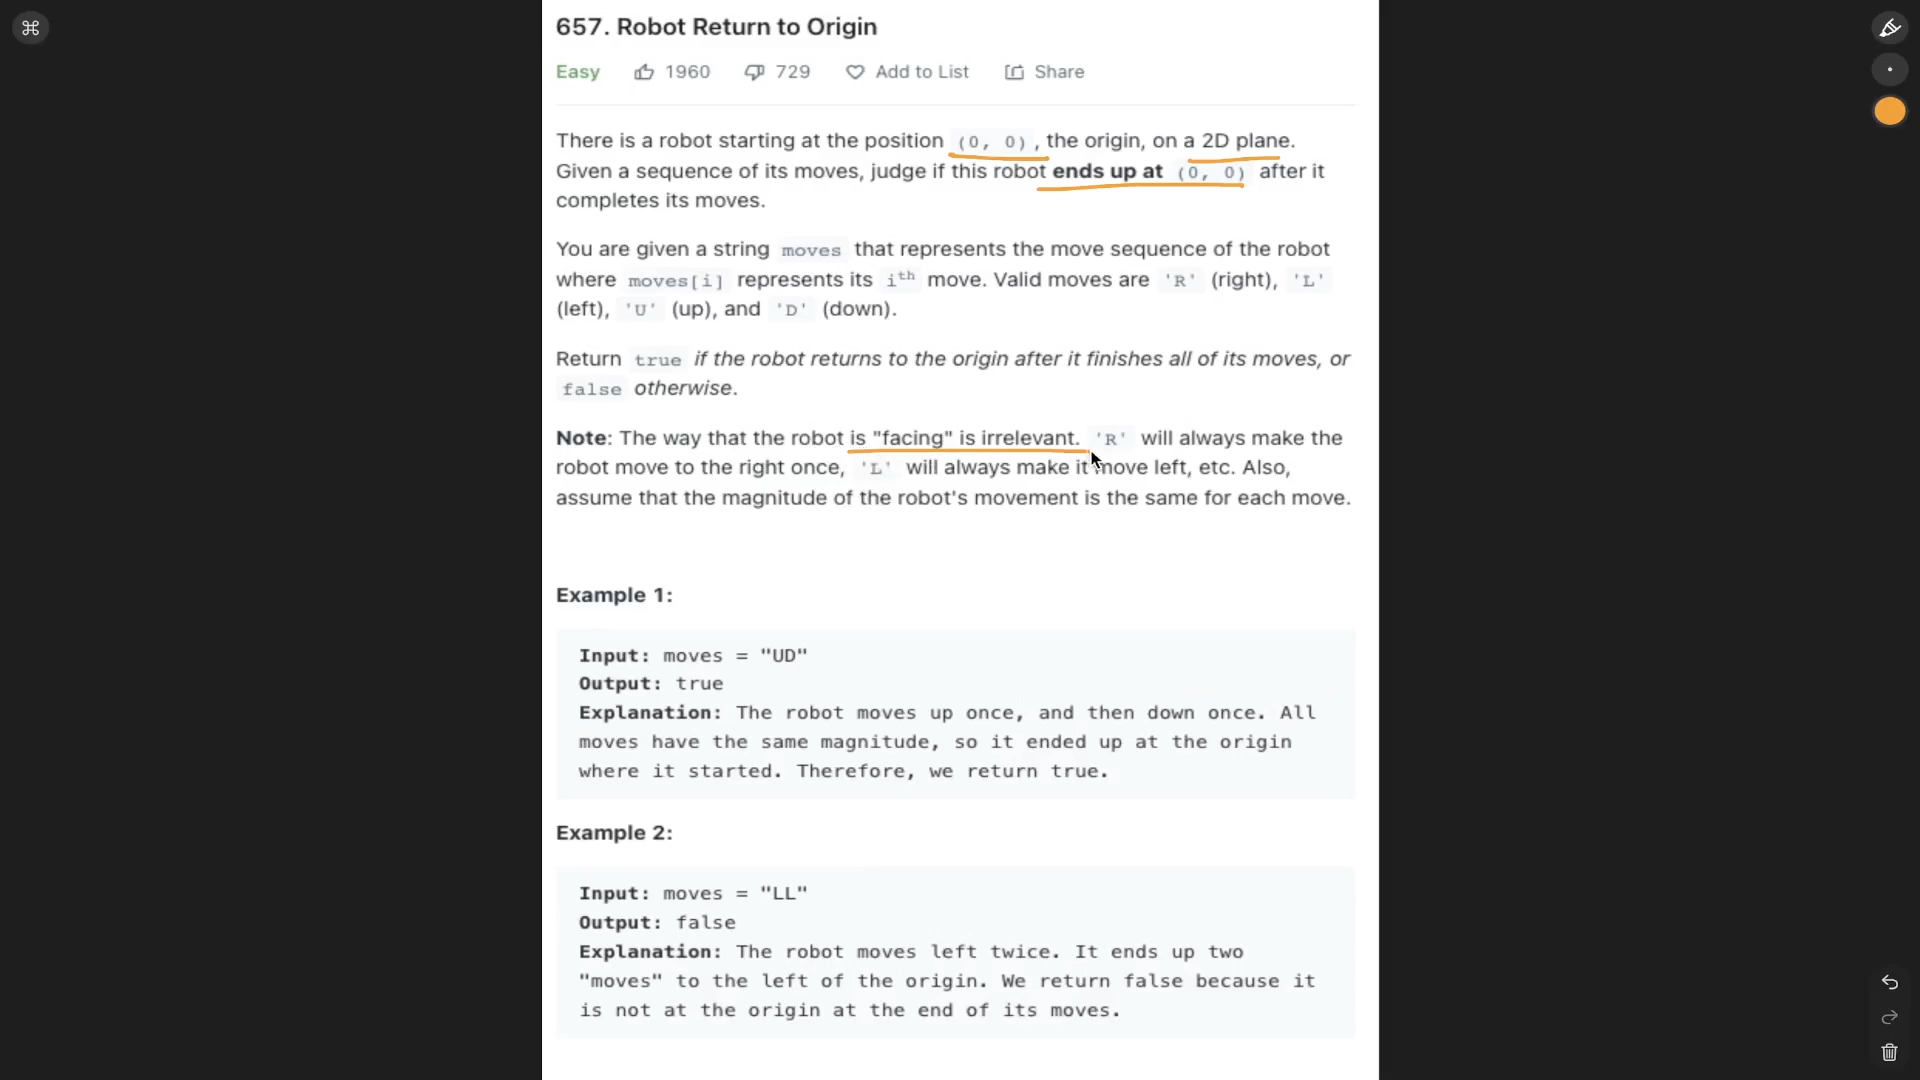 657. Robot Return to Origin
Easy 1960 729 Add to List Share
There is a robot starting at the position (0, 0), the origin, on a 2D plane.
Given a sequence of its moves, judge if this robot ends up at (0, 0) after it
completes its moves.
You are given a string moves that represents the move sequence of the robot
where moves[i] represents its ith move. Valid moves are 'R' (right), 'L'
(left), 'U' (up), and 'D' (down).
Return true if the robot returns to the origin after it finishes all of its moves, or
false otherwise.
Note: The way that the robot is "facing" is irrelevant. 'R' will always make the
robot move to the right once, 'L' will always make it move left, etc. Also,
assume that the magnitude of the robot's movement is the same for each move.
Example 1:
Input: moves = "UD"
Output: true
Explanation: The robot moves up once, and then down once. All
moves have the same magnitude, so it ended up at the origin
where it started. Therefore, we return true.
Example 2:
Input: moves = "LL"
Output: false
Explanation: The robot moves left twice. It ends up two
"moves" to the left of the origin. We return false because it
is not at the origin at the end of its moves.